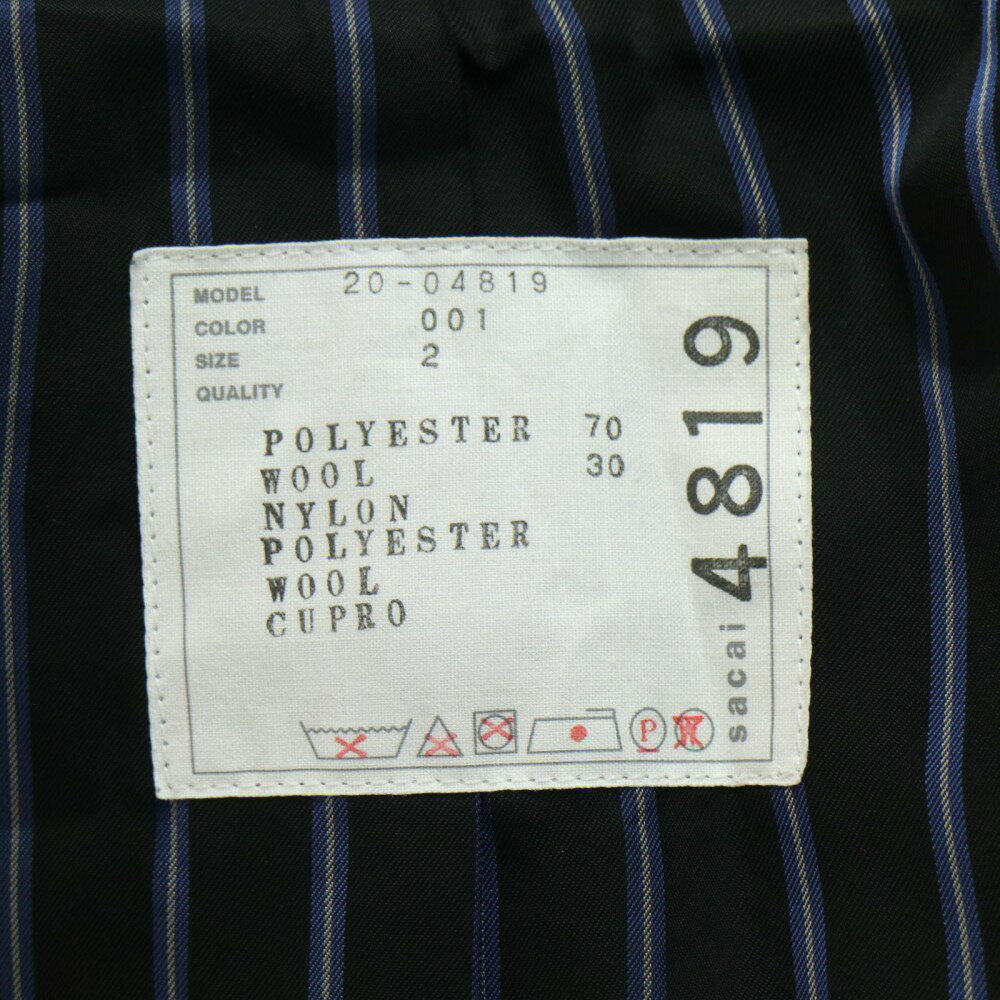 MODEL 20-04819
COLOR 001
SIZE 2
QUALITY
POLYESTER 70
WOOL 30
NYLON
POLYESTER
WOOL
CUPRO
P W
sacai 4819